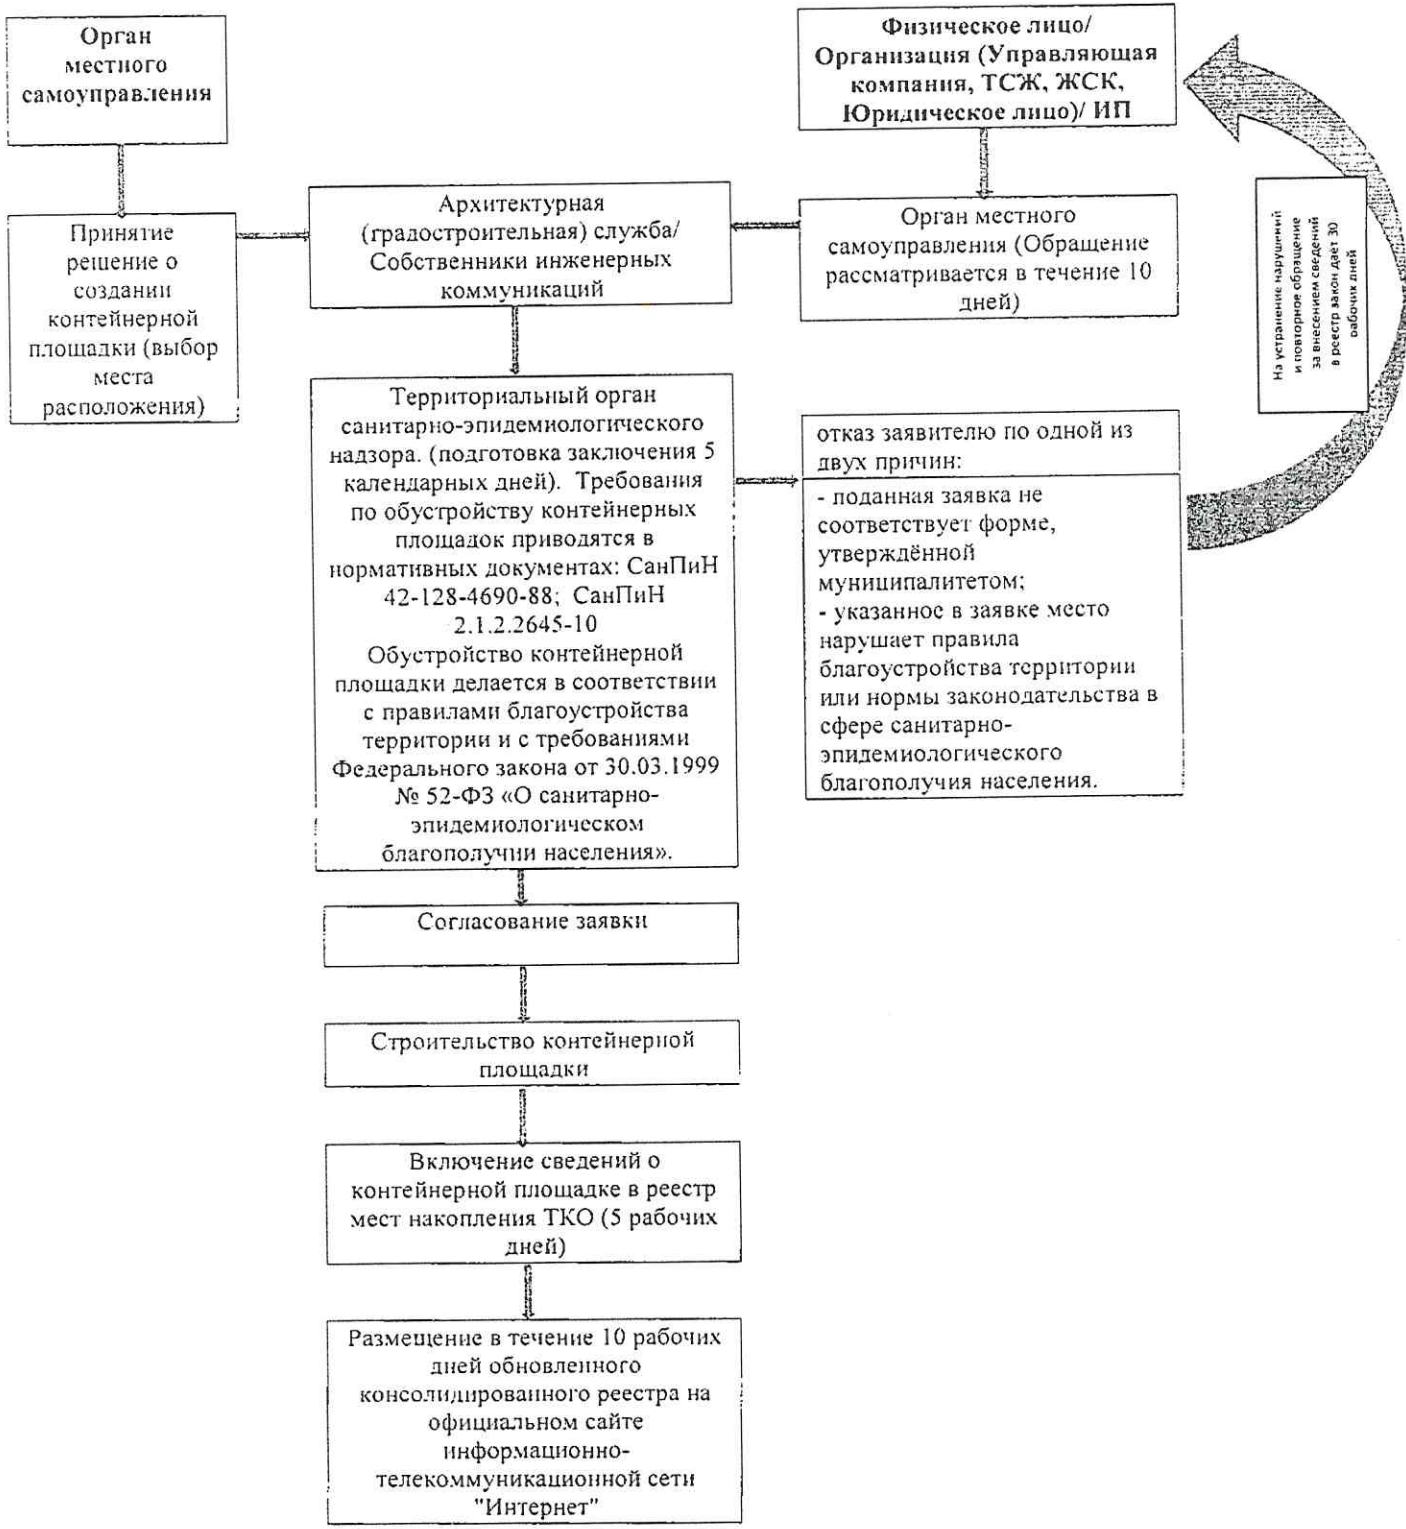 Орган
местного
самоуправления
Физическое лицо/
Организация (Управляющая
компания, ТСЖ, ЖСК,
Юридическое лицо)/ ИП
Принятие
решение о
создании
контейнерной
площадки (выбор
места
расположения)
Архитектурная
(градостроительная) служба/
Собственники инженерных
коммуникаций
Орган местного
самоуправления (Обращение
рассматривается в течение 10
дней)
На устранение нарушений
и повторное обращение
за внесением сведений
в реестр закон даёт 30
рабочих дней
Территориальный орган
санитарно-эпидемиологического
надзора. (подготовка заключения 5
календарных дней). Требования
по обустройству контейнерных
площадок приводятся в
нормативных документах: СанПиН
42-128-4690-88; СанПиН
2.1.2.2645-10
Обустройство контейнерной
площадки делается в соответствии
с правилами благоустройства
территории и с требованиями
Федерального закона от 30.03.1999
№ 52-ФЗ «О санитарно-
эпидемиологическом
благополучии населения».
отказ заявителю по одной из
двух причин:
- поданная заявка не
соответствует форме,
утверждённой
муниципалитетом;
- указанное в заявке место
нарушает правила
благоустройства территории
или нормы законодательства в
сфере санитарно-
эпидемиологического
благополучия населения.
Согласование заявки
Строительство контейнерной
площадки
Включение сведений о
контейнерной площадке в реестр
мест накопления ТКО (5 рабочих
дней)
Размещение в течение 10 рабочих
дней обновленного
консолидированного реестра на
официальном сайте
информационно-
телекоммуникационной сети
"Интернет"